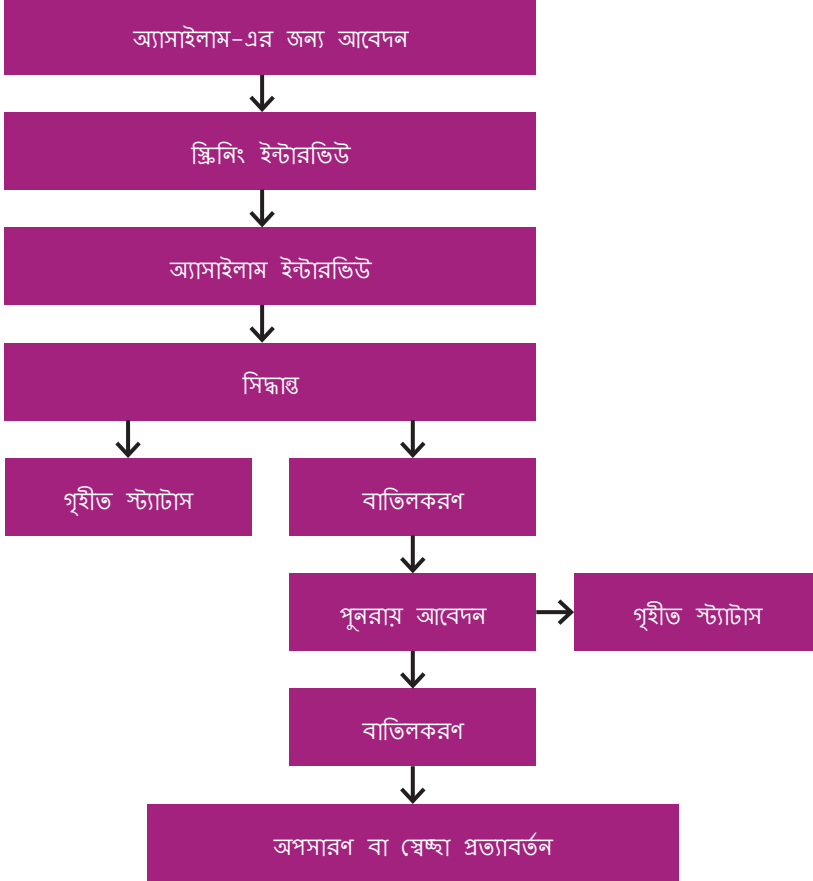 অ্যাসাইলাম-এর জন্য আবেদন
স্ক্রিনিং ইন্টারভিউ
অ্যাসাইলাম ইন্টারভিউ
সিদ্ধান্ত
গৃহীত স্ট্যাটাস
বাতিলকরণ
পুনরায় আবেদন
গৃহীত স্ট্যাটাস
বাতিলকরণ
অপসারণ বা স্বেচ্ছা প্রত্যাবর্তন